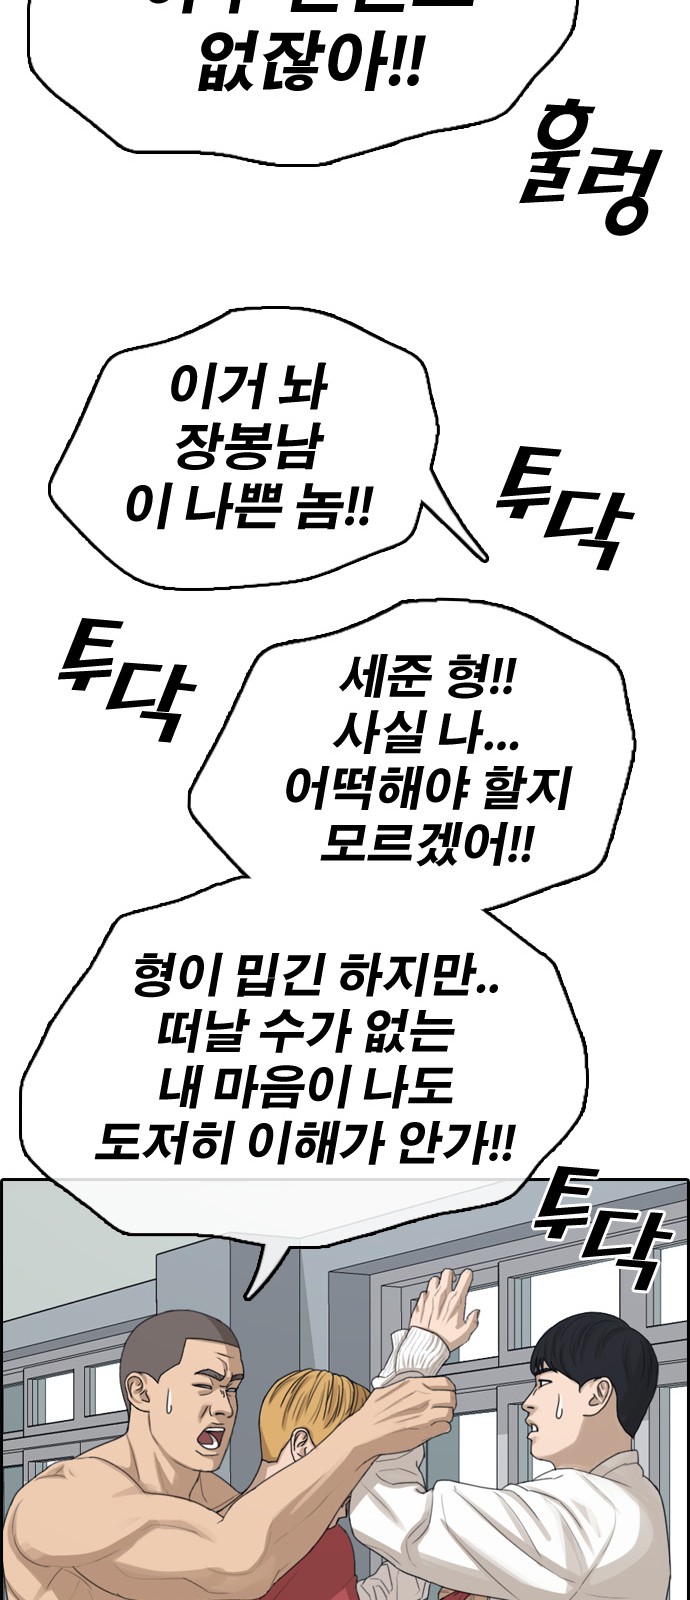 없잖아!!
훌렁
이거 놔
장봉남
이 나쁜 놈!!
투닥
투닥
세준 형!!
사실 나...
어떡해야 할지
모르겠어!!
형이 밉긴 하지만..
떠날 수가 없는
내 마음이 나도
도저히 이해가 안가!!
투닥